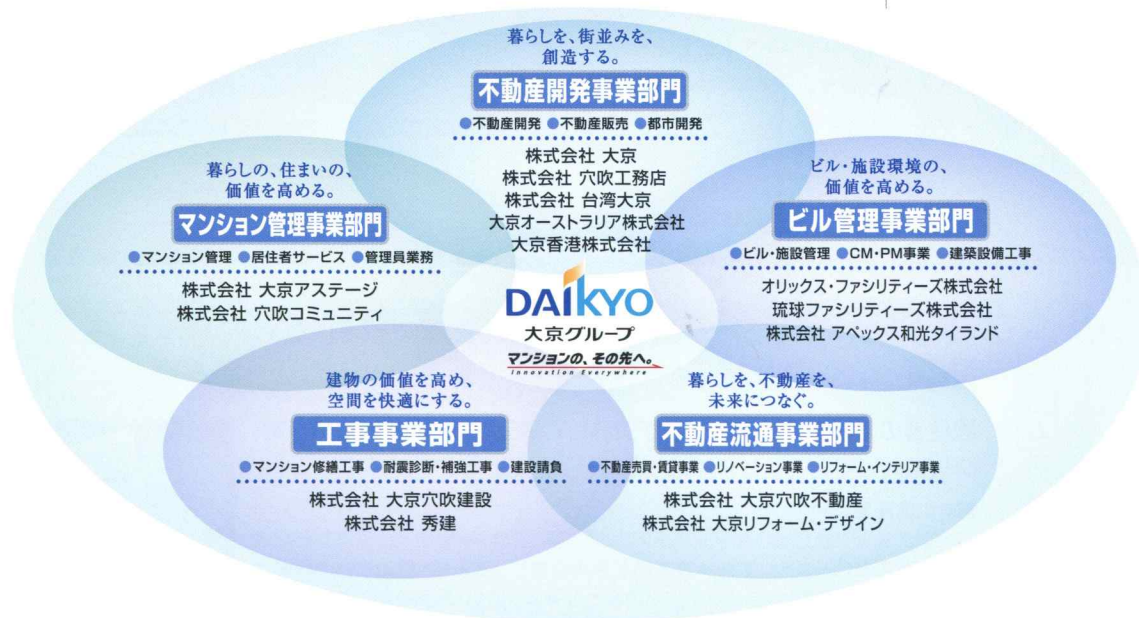 暮らしを、街並みを、
創造する。
不動産開発事業部門
●不動産開発 ●不動産販売 ●都市開発
株式会社 大京
株式会社 穴吹工務店
株式会社 台湾大京
大京オーストラリア株式会社
大京香港株式会社
暮らしの、住まいの、
価値を高める。
マンション管理事業部門
●マンション管理 ●居住者サービス ●管理員業務
株式会社 大京アステージ
株式会社 穴吹コミュニティ
ビル・施設環境の、
価値を高める。
ビル管理事業部門
●ビル・施設管理 ●CM・PM事業 ●建築設備工事
オリックス・ファシリティーズ株式会社
琉球ファシリティーズ株式会社
株式会社 アペックス和光タイランド
DAIKYO
大京グループ
マンションの、その先へ。
Innovation Everywhere
建物の価値を高め、
空間を快適にする。
工事事業部門
●マンション修繕工事 ●耐震診断・補強工事 ●建設請負
株式会社 大京穴吹建設
株式会社 秀建
暮らしを、不動産を、
未来につなぐ。
不動産流通事業部門
●不動産売買・賃貸事業 ●リノベーション事業 ●リフォーム・インテリア事業
株式会社 大京穴吹不動産
株式会社 大京リフォーム・デザイン